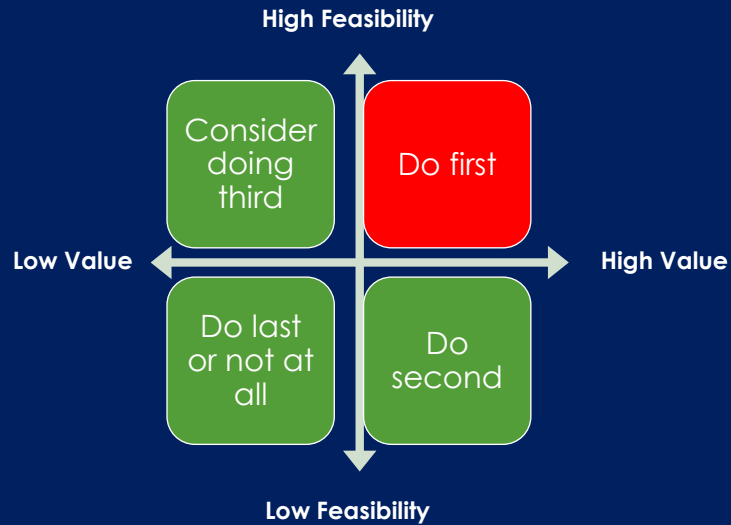 High Feasibility
Consider
doing
third
Do first
Low Value
High Value
Do last
or not at
all
Do
second
Low Feasibility